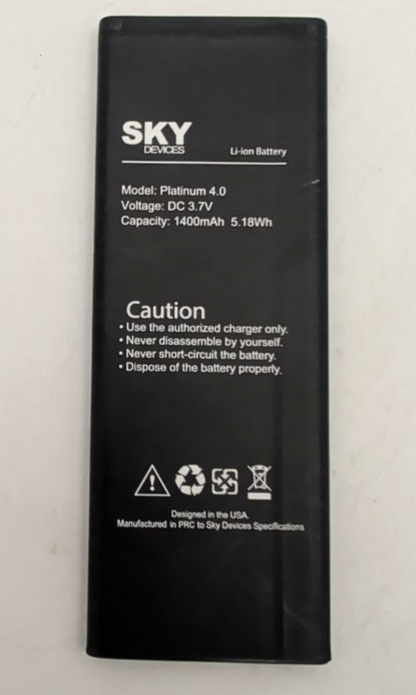 SKY
DEVICES
Li-ion Battery
Model: Platinum 4.0
Voltage: DC 3.7V
Capacity: 1400mAh 5.18Wh
Caution
• Use the authorized charger only.
• Never disassemble by yourself.
• Never short-circuit the battery.
• Dispose of the battery properly.
Designed in the USA.
Manufactured in PRC to Sky Devices Specifications